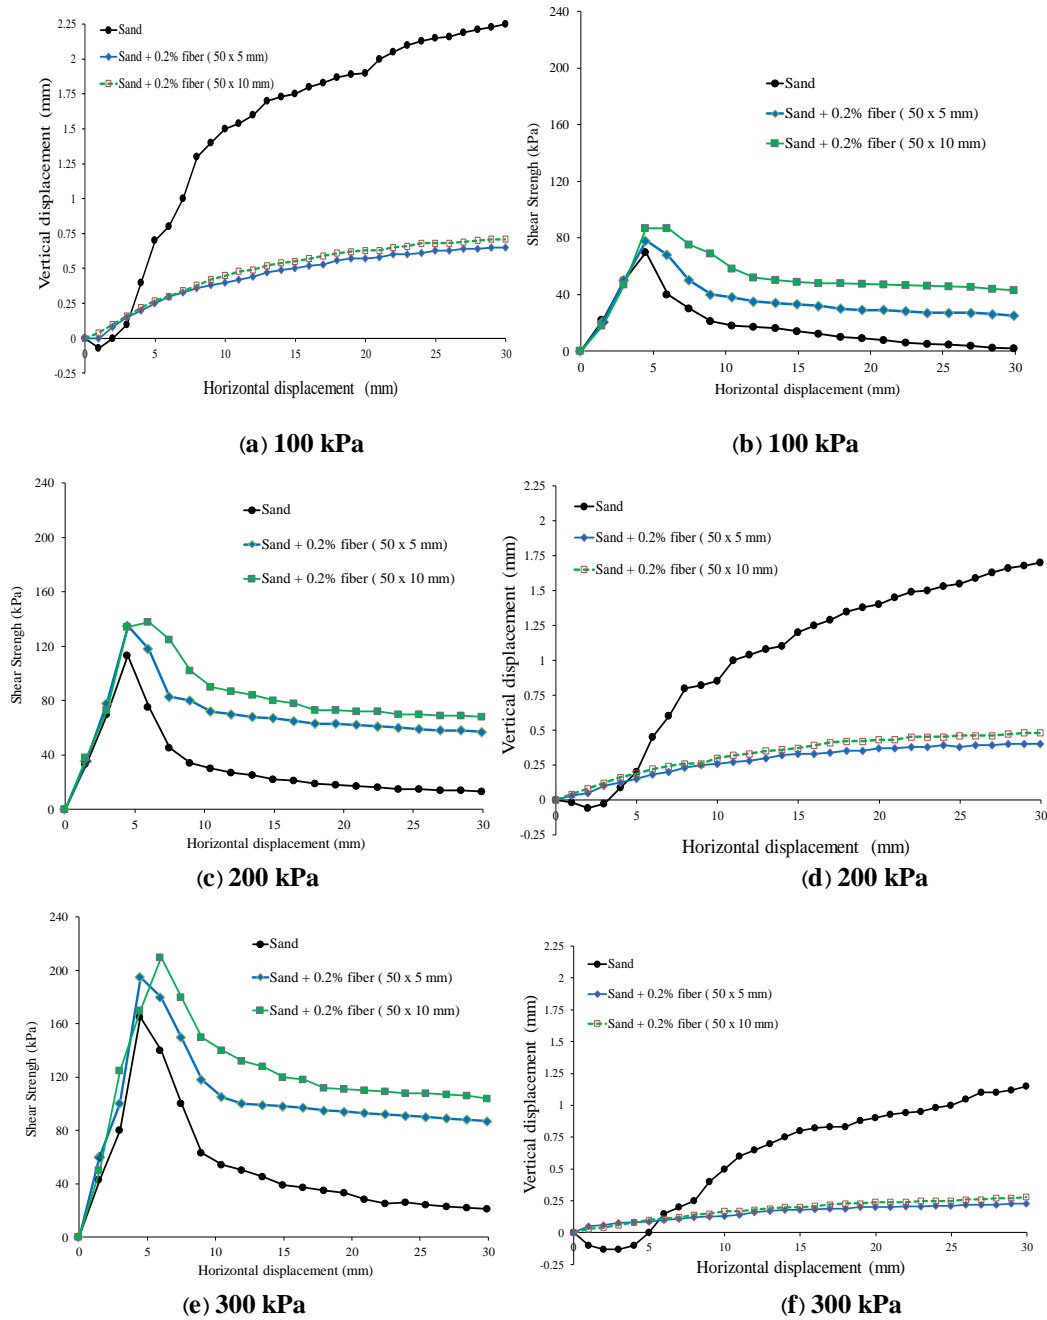 2.25
2
1.75
1.5
1.25
1
0.75
0.5
0.25
0
-0.25
Vertical displacement (mm)
Sand
Sand + 0.2% fiber ( 50 x 5 mm)
Sand + 0.2% fiber ( 50 x 10 mm)
0 5 10 15 20 25 30
Horizontal displacement (mm)
(a) 100 kPa
240
200
160
120
80
40
0
Shear Strengh (kPa)
Sand
Sand + 0.2% fiber ( 50 x 5 mm)
Sand + 0.2% fiber ( 50 x 10 mm)
0 5 10 15 20 25 30
Horizontal displacement (mm)
(b) 100 kPa
240
200
160
120
80
40
0
Shear Strengh (kPa)
Sand
Sand + 0.2% fiber ( 50 x 5 mm)
Sand + 0.2% fiber ( 50 x 10 mm)
0 5 10 15 20 25 30
Horizontal displacement (mm)
(c) 200 kPa
2.25
2
1.75
1.5
1.25
1
0.75
0.5
0.25
0
-0.25
Vertical displacement (mm)
Sand
Sand + 0.2% fiber ( 50 x 5 mm)
Sand + 0.2% fiber ( 50 x 10 mm)
0 5 10 15 20 25 30
Horizontal displacement (mm)
(d) 200 kPa
240
200
160
120
80
40
0
Shear Strengh (kPa)
Sand
Sand + 0.2% fiber ( 50 x 5 mm)
Sand + 0.2% fiber ( 50 x 10 mm)
0 5 10 15 20 25 30
Horizontal displacement (mm)
(e) 300 kPa
2.25
2
1.75
1.5
1.25
1
0.75
0.5
0.25
0
-0.25
Vertical displacement (mm)
Sand
Sand + 0.2% fiber ( 50 x 5 mm)
Sand + 0.2% fiber ( 50 x 10 mm)
0 5 10 15 20 25 30
Horizontal displacement (mm)
(f) 300 kPa